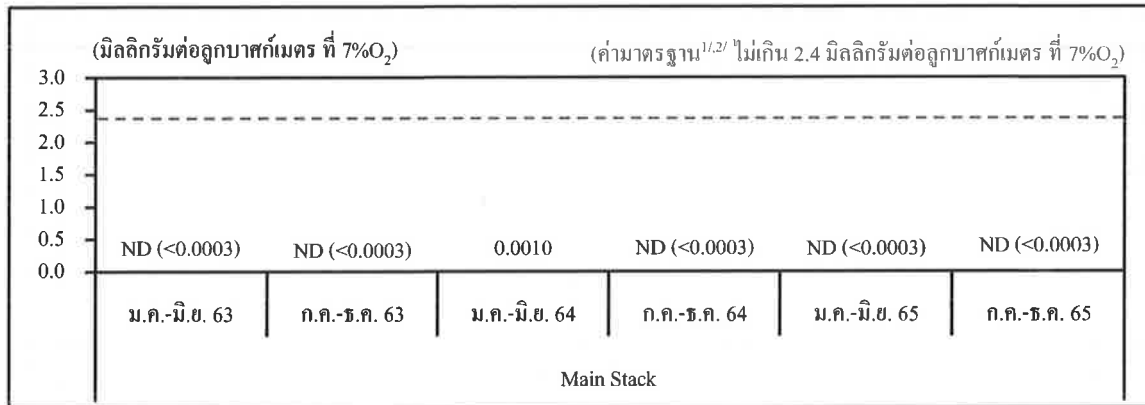 (มิลลิกรัมต่อลูกบาศก์เมตร ที่ 7%O₂) (ค่ามาตรฐาน¹/,²/ ไม่เกิน 2.4 มิลลิกรัมต่อลูกบาศก์เมตร ที่ 7%O₂)
3.0
2.5
2.0
1.5
1.0
0.5
0.0
ND (<0.0003) ND (<0.0003) 0.0010 ND (<0.0003) ND (<0.0003) ND (<0.0003)
ม.ค.-มิ.ย. 63 ก.ค.-ธ.ค. 63 ม.ค.-มิ.ย. 64 ก.ค.-ธ.ค. 64 ม.ค.-มิ.ย. 65 ก.ค.-ธ.ค. 65
Main Stack